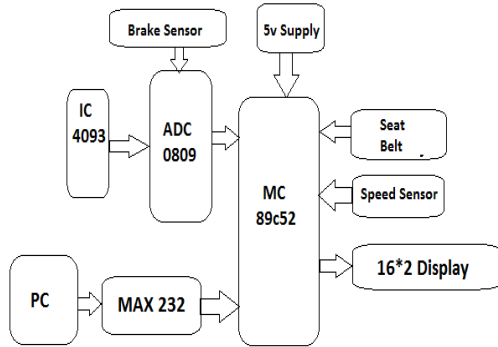 Brake Sensor
5v Supply
IC
4093
ADC
0809
Seat
Belt
MC
89c52
Speed Sensor
16*2 Display
PC
MAX 232